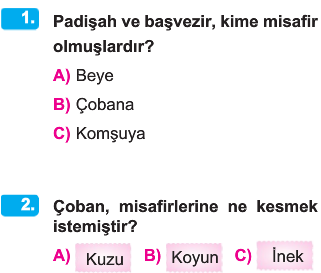 1. Padişah ve başvezir, kime misafir
olmuşlardır?
A) Beye
B) Çobana
C) Komşuya
2. Çoban, misafirlerine ne kesmek
istemiştir?
A) Kuzu B) Koyun C) İnek